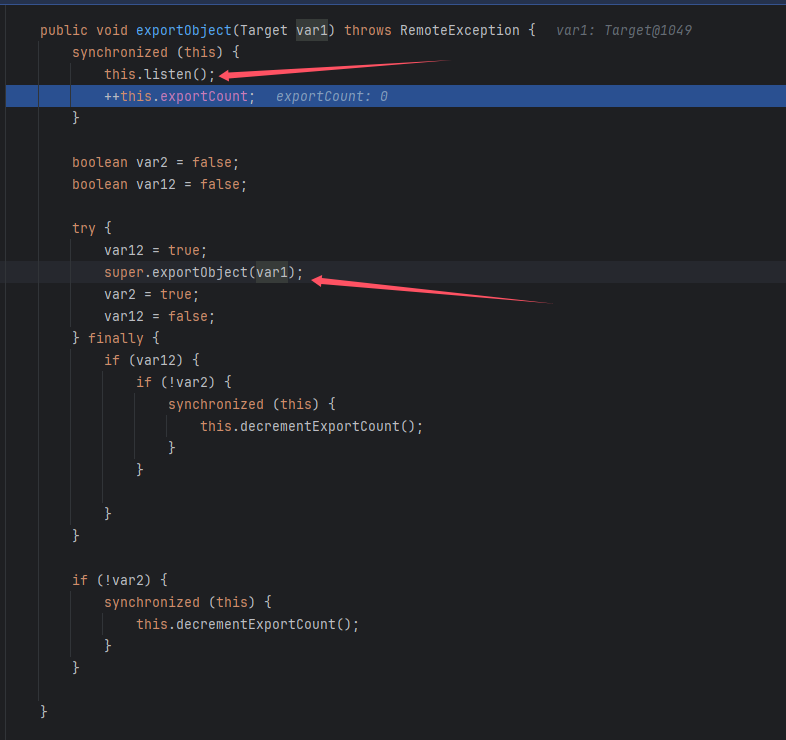 public void exportObject(Target var1) throws RemoteException {   var1: Target@1049
    synchronized (this) {
        this.listen();
        ++this.exportCount;   exportCount: 0
    }
    boolean var2 = false;
    boolean var12 = false;
    try {
        var12 = true;
        super.exportObject(var1);
        var2 = true;
        var12 = false;
    } finally {
        if (var12) {
            if (!var2) {
                synchronized (this) {
                    this.decrementExportCount();
                }
            }
        }
    }
    if (!var2) {
        synchronized (this) {
            this.decrementExportCount();
        }
    }
}